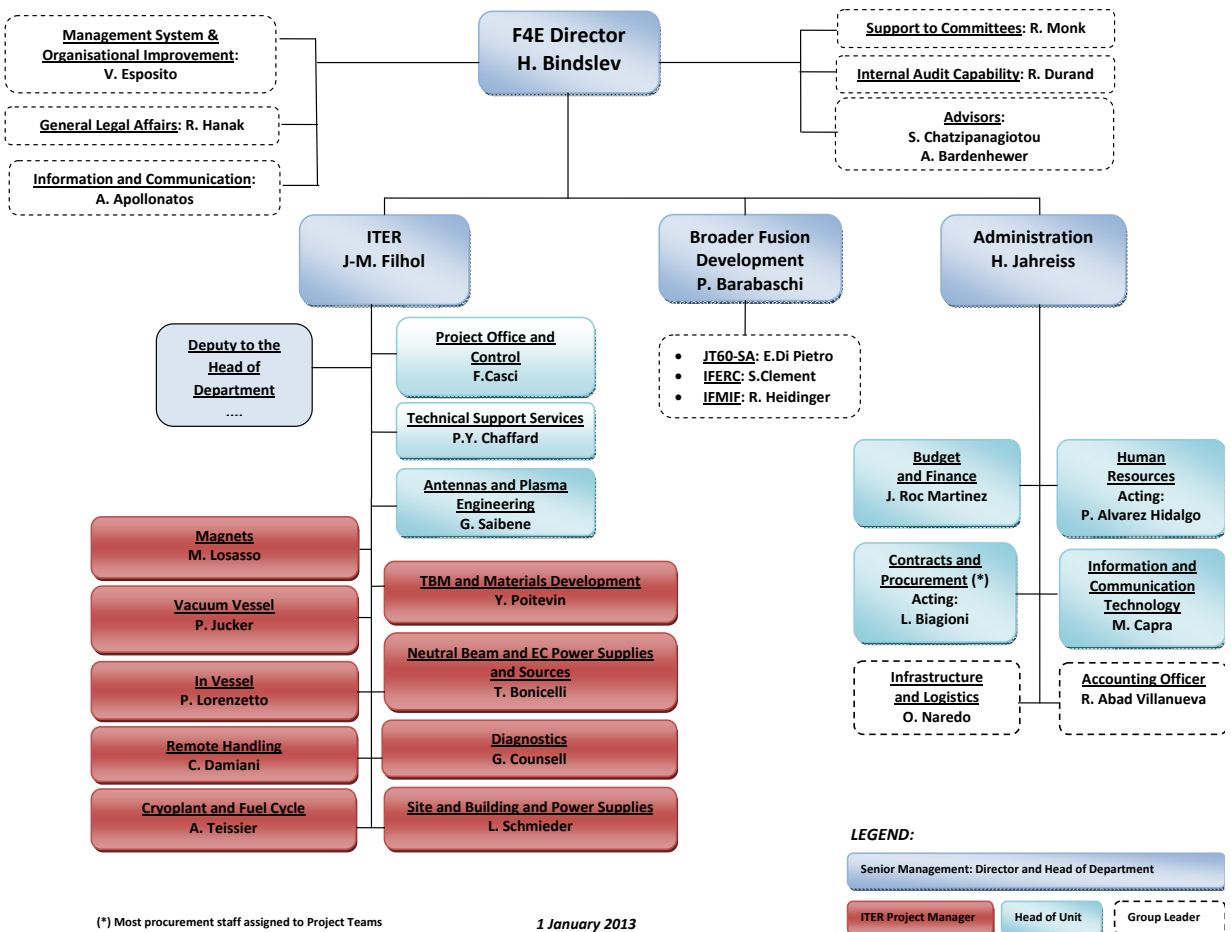 F4E Director
H. Bindslev
Management System &
Organisational Improvement:
V. Esposito
General Legal Affairs: R. Hanak
Information and Communication:
A. Apollonatos
Support to Committees: R. Monk
Internal Audit Capability: R. Durand
Advisors:
S. Chatzipanagiotou
A. Bardenhewer
ITER
J-M. Filhol
Broader Fusion
Development
P. Barabaschi
Administration
H. Jahreiss
Deputy to the
Head of
Department
....
Project Office and
Control
F.Casci
Technical Support Services
P.Y. Chaffard
Antennas and Plasma
Engineering
G. Saibene
Magnets
M. Losasso
Vacuum Vessel
P. Jucker
In Vessel
P. Lorenzetto
Remote Handling
C. Damiani
Cryoplant and Fuel Cycle
A. Teissier
TBM and Materials Development
Y. Poitevin
Neutral Beam and EC Power Supplies
and Sources
T. Bonicelli
Diagnostics
G. Counsell
Site and Building and Power Supplies
L. Schmieder
• JT60-SA: E.Di Pietro
• IFERC: S.Clement
• IFMIF: R. Heidinger
Budget
and Finance
J. Roc Martinez
Human
Resources
Acting:
P. Alvarez Hidalgo
Contracts and
Procurement (*)
Acting:
L. Biagioni
Information and
Communication
Technology
M. Capra
Infrastructure
and Logistics
O. Naredo
Accounting Officer
R. Abad Villanueva
LEGEND:
Senior Management: Director and Head of Department
ITER Project Manager
Head of Unit
Group Leader
(*) Most procurement staff assigned to Project Teams
1 January 2013